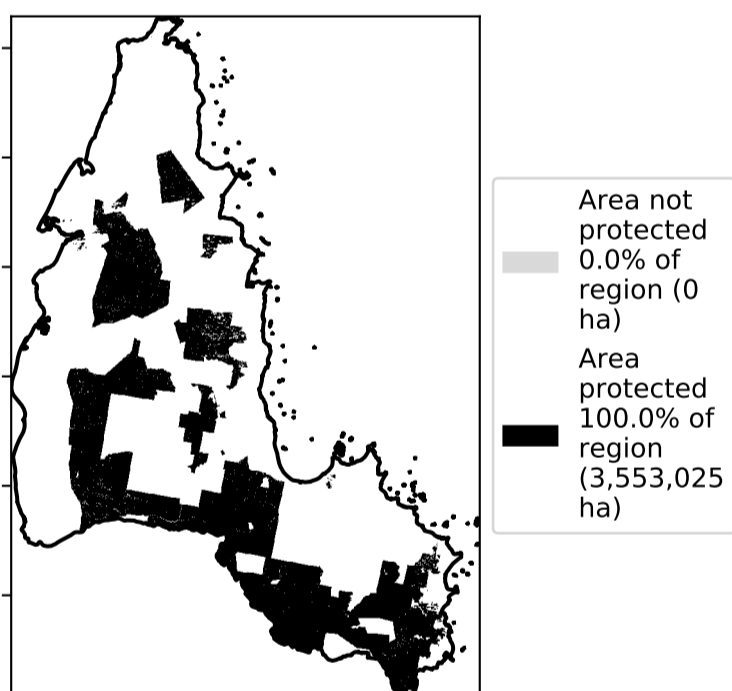 Area not
protected
0.0% of
region (0
ha)
Area
protected
100.0% of
region
(3,553,025
ha)